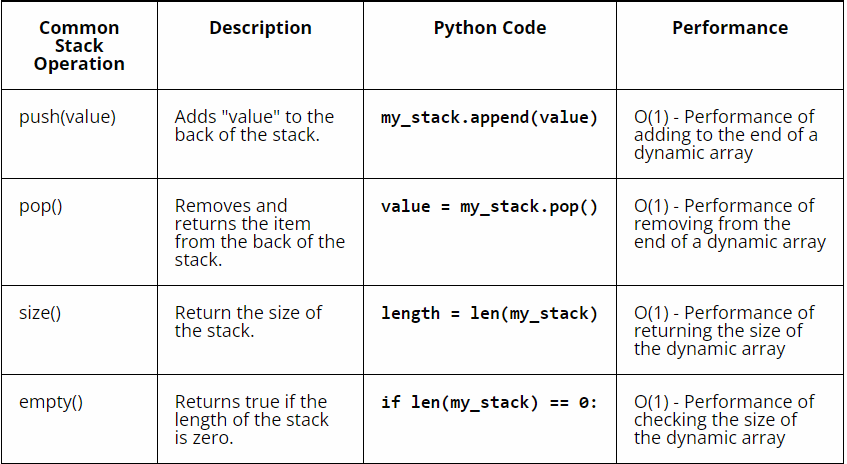 Common
Stack
Operation
Description
Python Code
Performance
push(value)
Adds "value" to the
back of the stack.
my_stack.append(value)
O(1) - Performance of
adding to the end of a
dynamic array
pop()
Removes and
returns the item
from the back of the
stack.
value = my_stack.pop()
O(1) - Performance of
removing from the
end of a dynamic array
size()
Return the size of
the stack.
length = len(my_stack)
O(1) - Performance of
returning the size of
the dynamic array
empty()
Returns true if the
length of the stack
is zero.
if len(my_stack) == 0:
O(1) - Performance of
checking the size of
the dynamic array